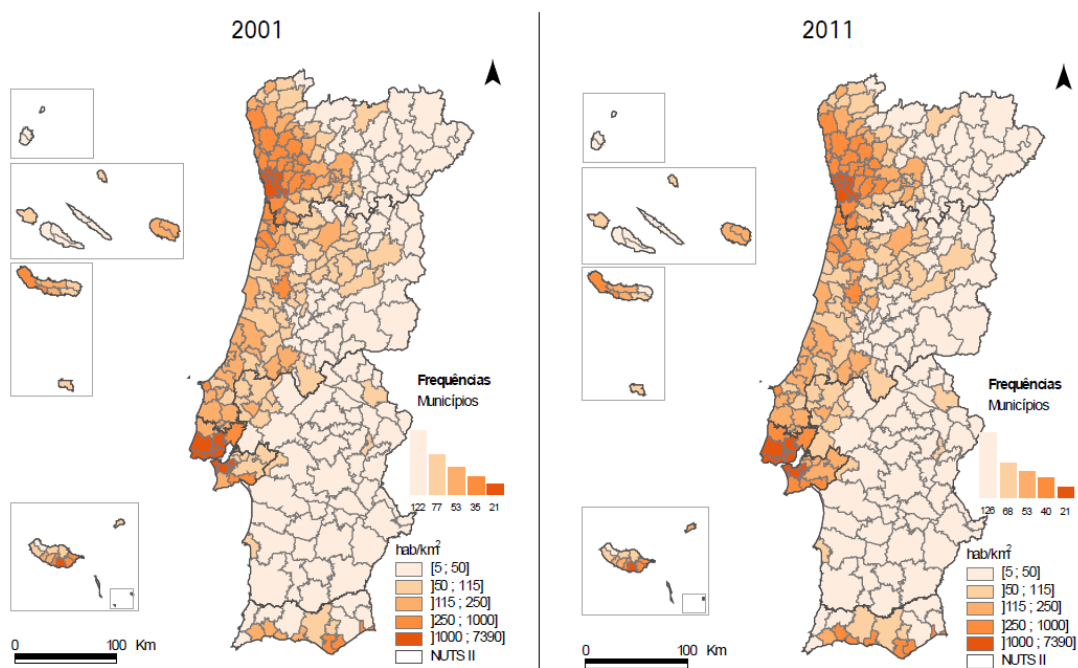 2001
Frequências
Municípios
122 77 53 35 21
hab/km²
[5 ; 50]
]50 ; 115]
]115 ; 250]
]250 ; 1000]
]1000 ; 7390]
NUTS II
0 100 Km
2011
Frequências
Municípios
126 68 53 40 21
hab/km²
[5 ; 50]
]50 ; 115]
]115 ; 250]
]250 ; 1000]
]1000 ; 7390]
NUTS II
0 100 Km